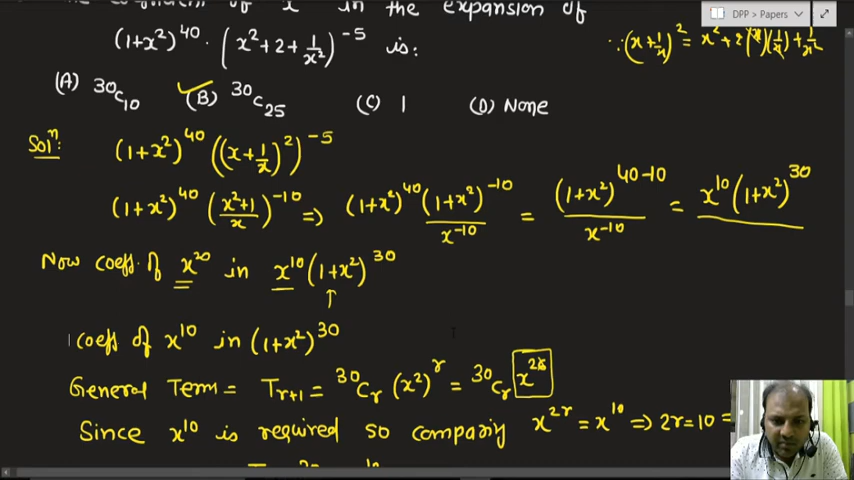 in the expansion of
DPP > Papers
(1+x²)⁴⁰ · (x²+2+1/x²)⁻⁵ is:
∵ (x+1/x)² = x²+2(x)(1/x)+1/x²
(A) ³⁰C₁₀ (B) ³⁰C₂₅ (C) 1 (D) None
Solⁿ: (1+x²)⁴⁰ ((x+1/x)²)⁻⁵
(1+x²)⁴⁰ (x²+1/x)⁻¹⁰ ⇒ (1+x²)⁴⁰ (1+x²)⁻¹⁰/x⁻¹⁰ = (1+x²)⁴⁰⁻¹⁰/x⁻¹⁰ = x¹⁰(1+x²)³⁰
Now coeff. of x²⁰ in x¹⁰(1+x²)³⁰
↑
coeff of x¹⁰ in (1+x²)³⁰
General Term = Tᵣ₊₁ = ³⁰Cᵣ (x²)ʳ = ³⁰Cᵣ x²ʳ
Since x¹⁰ is required so comparing x²ʳ = x¹⁰ ⇒ 2r = 10 =